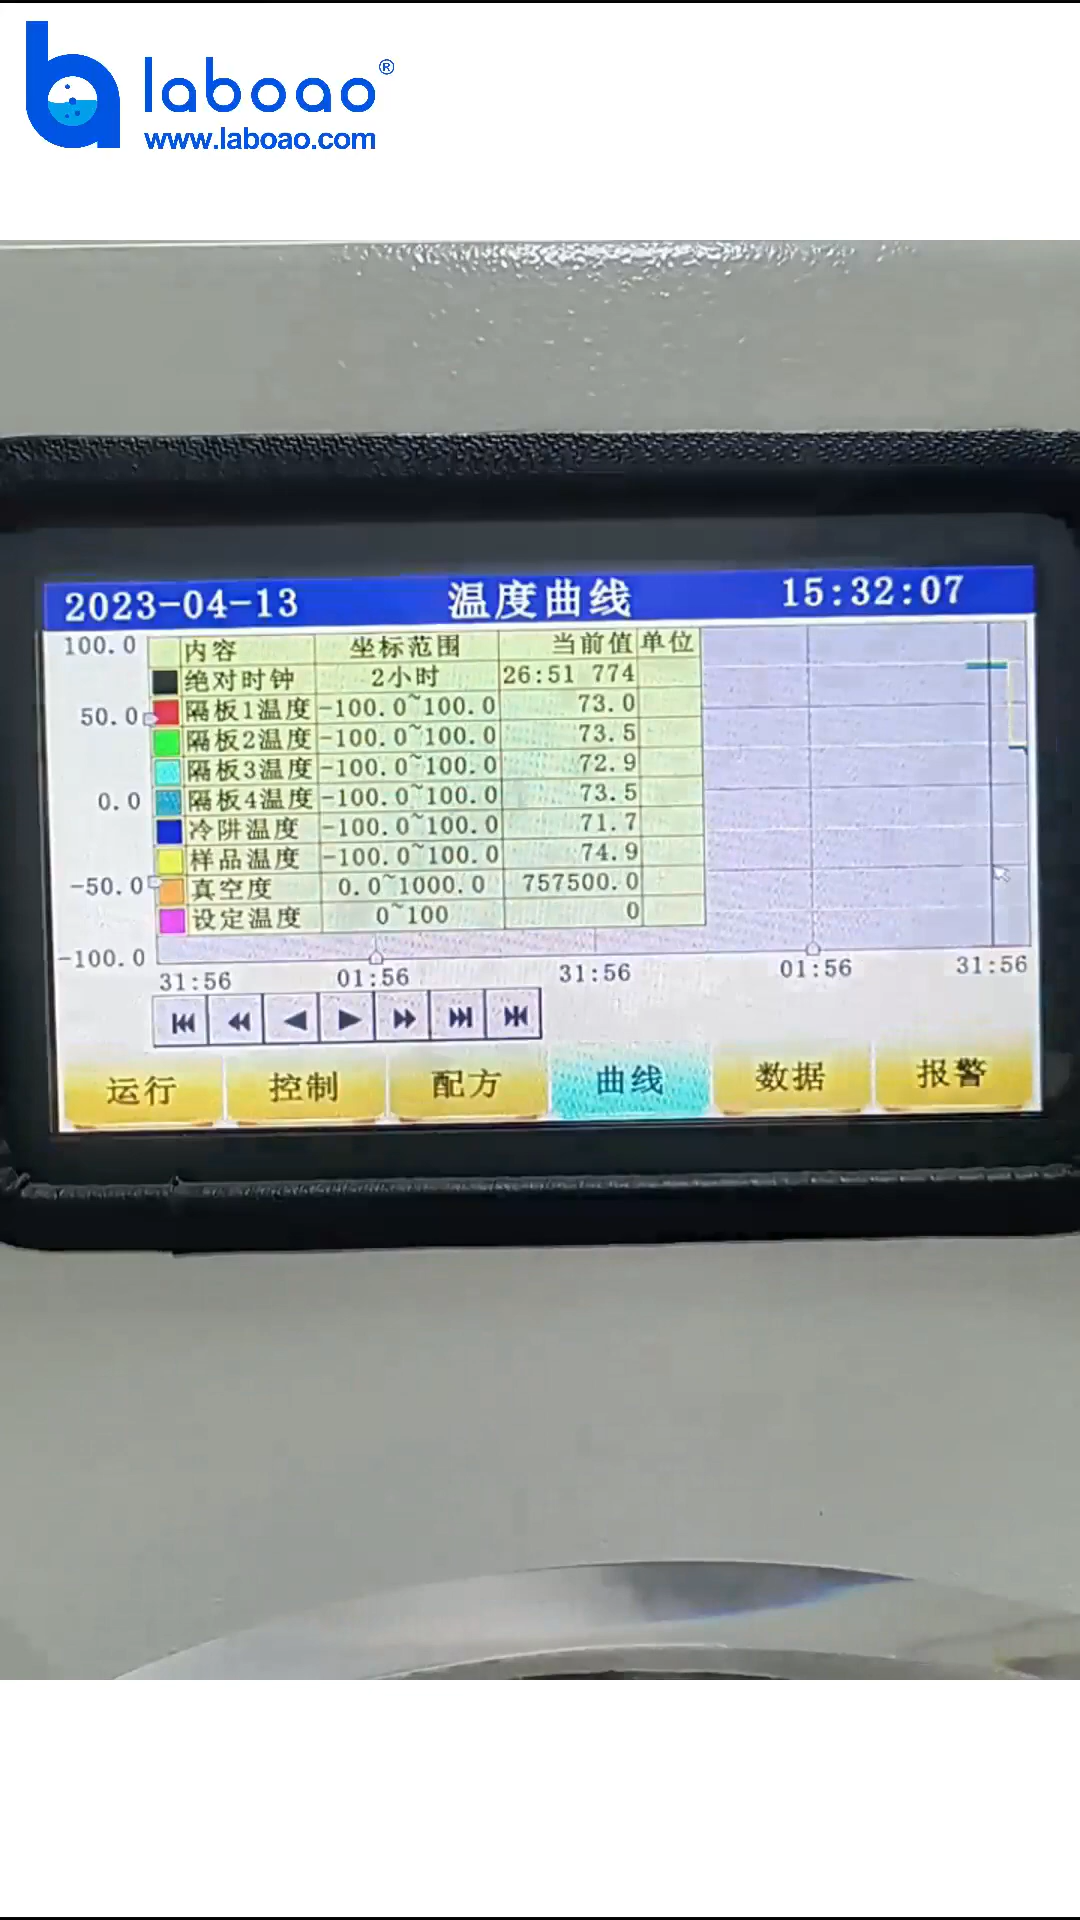 laboao®
www.laboao.com
2023-04-13 温度曲线 15:32:07
100.0 内容 坐标范围 当前值 单位
绝对时钟 2小时 26:51 774
50.0 隔板1温度 -100.0~100.0 73.0
隔板2温度 -100.0~100.0 73.5
隔板3温度 -100.0~100.0 72.9
0.0 隔板4温度 -100.0~100.0 73.5
冷阱温度 -100.0~100.0 71.7
样品温度 -100.0~100.0 74.9
-50.0 真空度 0.0~1000.0 757500.0
设定温度 0~100 0
-100.0
31:56 01:56 31:56 01:56 31:56
运行 控制 配方 曲线 数据 报警